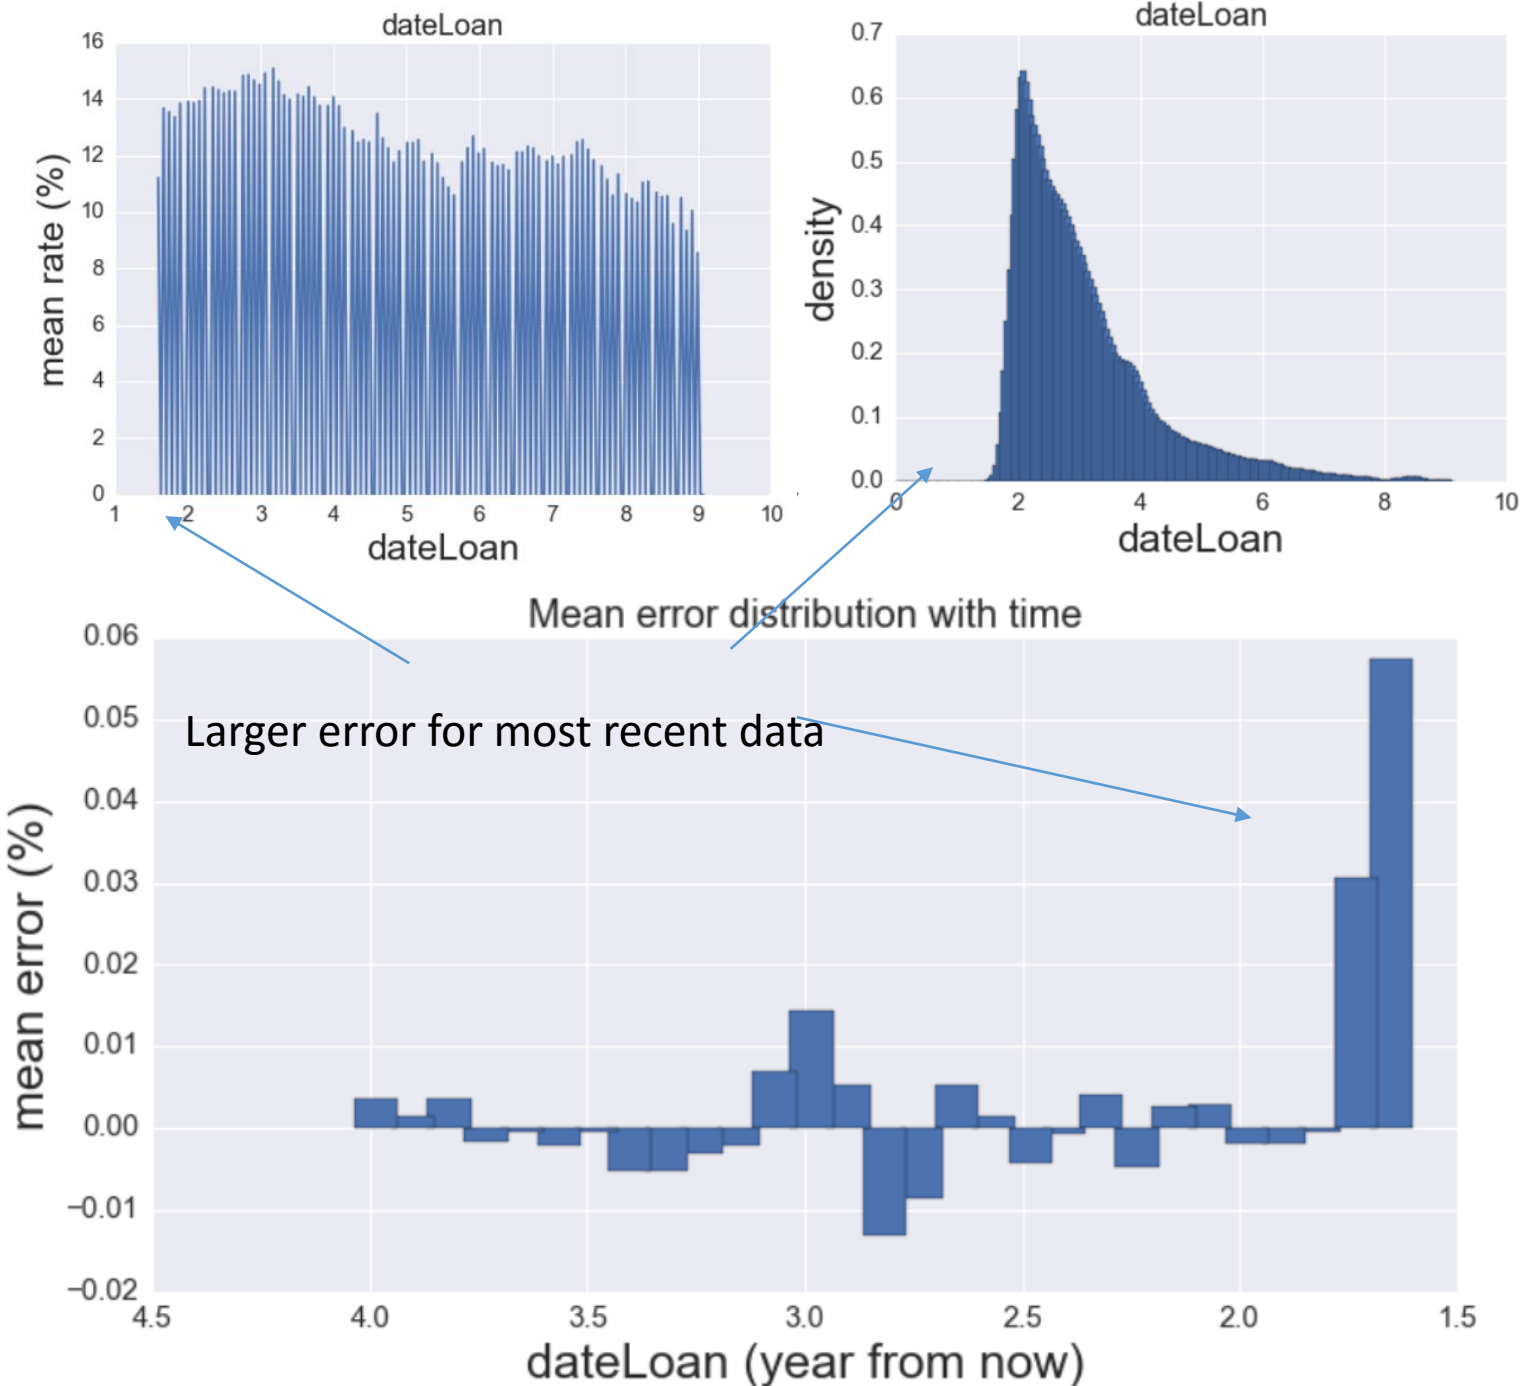 dateLoan
16
14
12
10
8
6
4
2
0
mean rate (%)
1 2 3 4 5 6 7 8 9 10
dateLoan
dateLoan
0.7
0.6
0.5
0.4
0.3
0.2
0.1
0.0
density
0 2 4 6 8 10
dateLoan
Mean error distribution with time
Larger error for most recent data
0.06
0.05
0.04
0.03
0.02
0.01
0.00
−0.01
−0.02
mean error (%)
4.5 4.0 3.5 3.0 2.5 2.0 1.5
dateLoan (year from now)